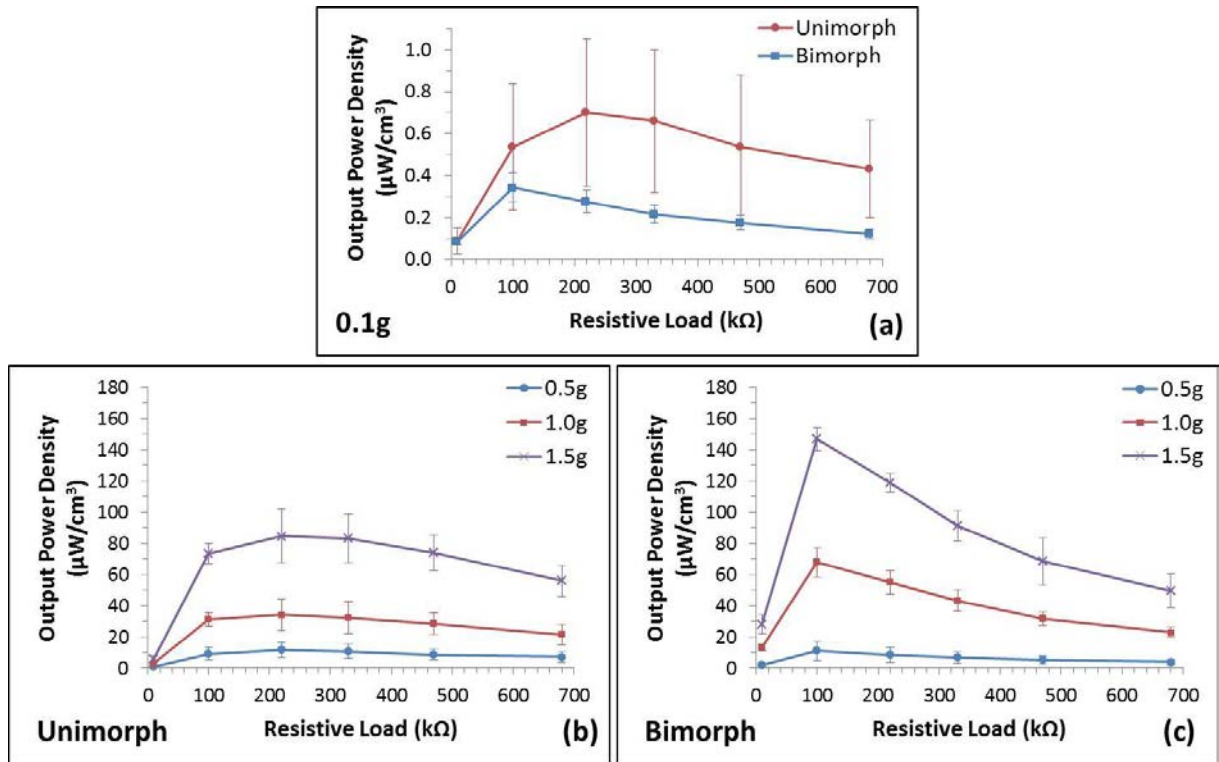 Unimorph
Bimorph
Output Power Density
(µW/cm³)
1.0
0.8
0.6
0.4
0.2
0.0
0 100 200 300 400 500 600 700
Resistive Load (kΩ)
0.1g
(a)
0.5g
1.0g
1.5g
Output Power Density
(µW/cm³)
180
160
140
120
100
80
60
40
20
0
0 100 200 300 400 500 600 700
Resistive Load (kΩ)
Unimorph
(b)
0.5g
1.0g
1.5g
Output Power Density
(µW/cm³)
180
160
140
120
100
80
60
40
20
0
0 100 200 300 400 500 600 700
Resistive Load (kΩ)
Bimorph
(c)